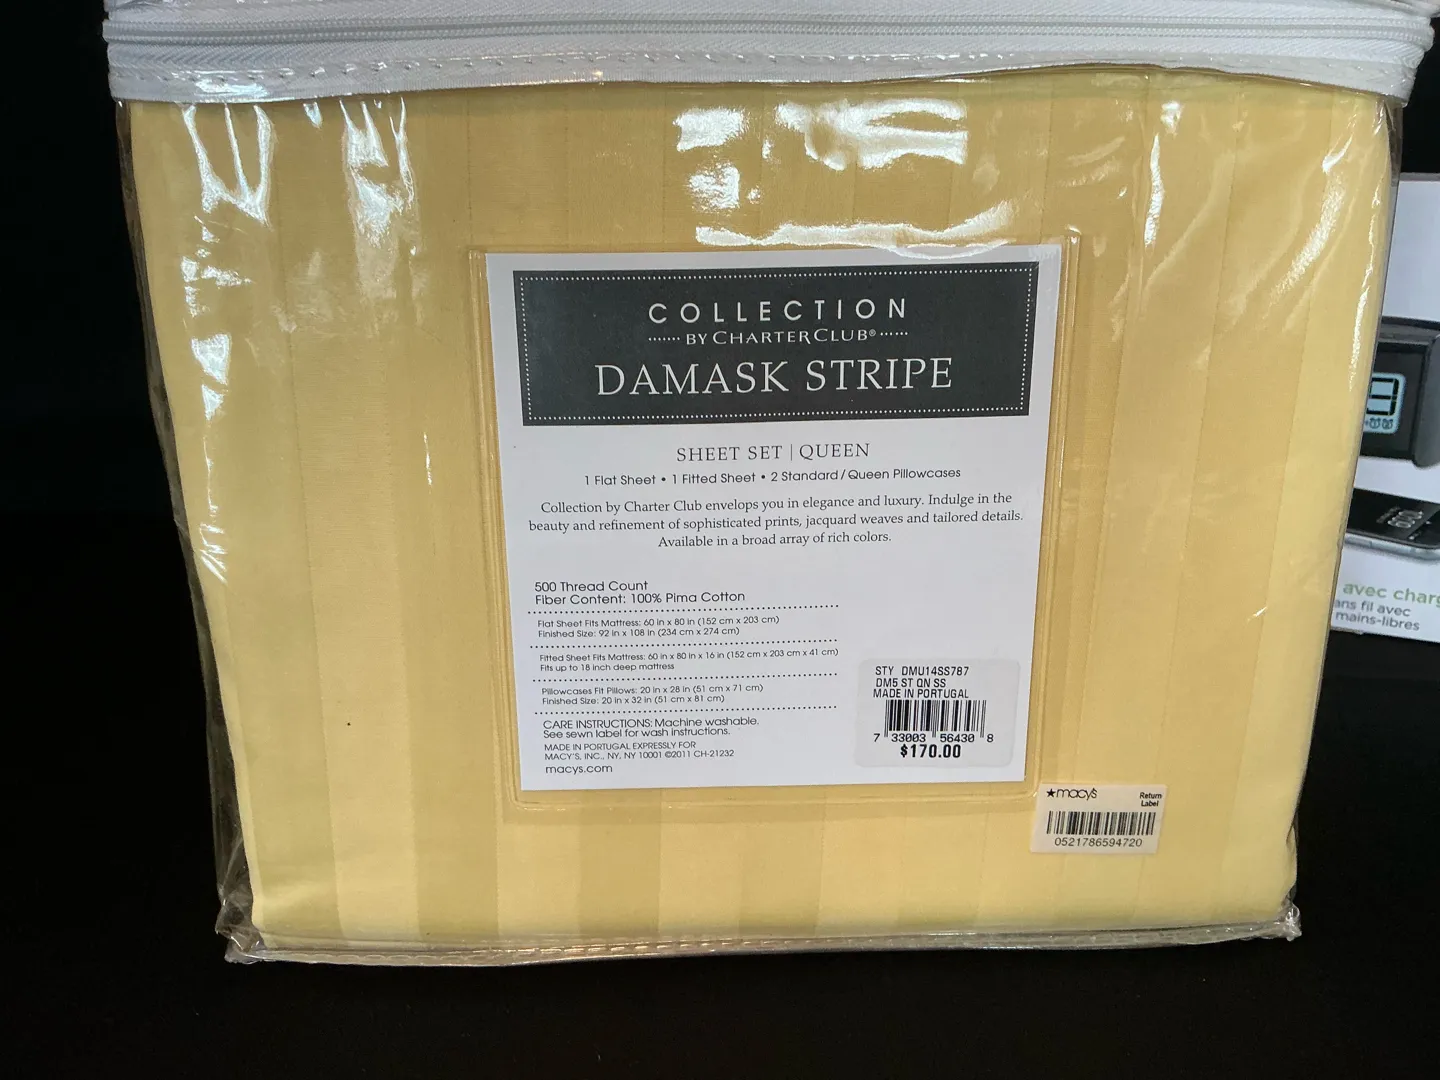 COLLECTION
BY CHARTER CLUB®
DAMASK STRIPE
SHEET SET | QUEEN
1 Flat Sheet • 1 Fitted Sheet • 2 Standard / Queen Pillowcases
Collection by Charter Club envelops you in elegance and luxury. Indulge in the
beauty and refinement of sophisticated prints, jacquard weaves and tailored details.
Available in a broad array of rich colors.
500 Thread Count
Fiber Content: 100% Pima Cotton
Flat Sheet Fits Mattress: 60 in x 80 in (152 cm x 203 cm)
Finished Size: 92 in x 108 in (234 cm x 274 cm)
Fitted Sheet Fits Mattress: 60 in x 80 in x 16 in (152 cm x 203 cm x 41 cm)
Fits up to 18 inch deep mattress
Pillowcases Fit Pillows: 20 in x 28 in (51 cm x 71 cm)
Finished Size: 20 in x 32 in (51 cm x 81 cm)
CARE INSTRUCTIONS: Machine washable.
See sewn label for wash instructions.
MADE IN PORTUGAL EXPRESSLY FOR
MACY'S, INC., NY, NY 10001 ©2011 CH-21232
macys.com
STY DMU14SS787
DM5 ST QN SS
MADE IN PORTUGAL
7 33003 56430 8
$170.00
★macy's
Return
Label
0521786594720
avec charg
ans fil avec
mains-libres